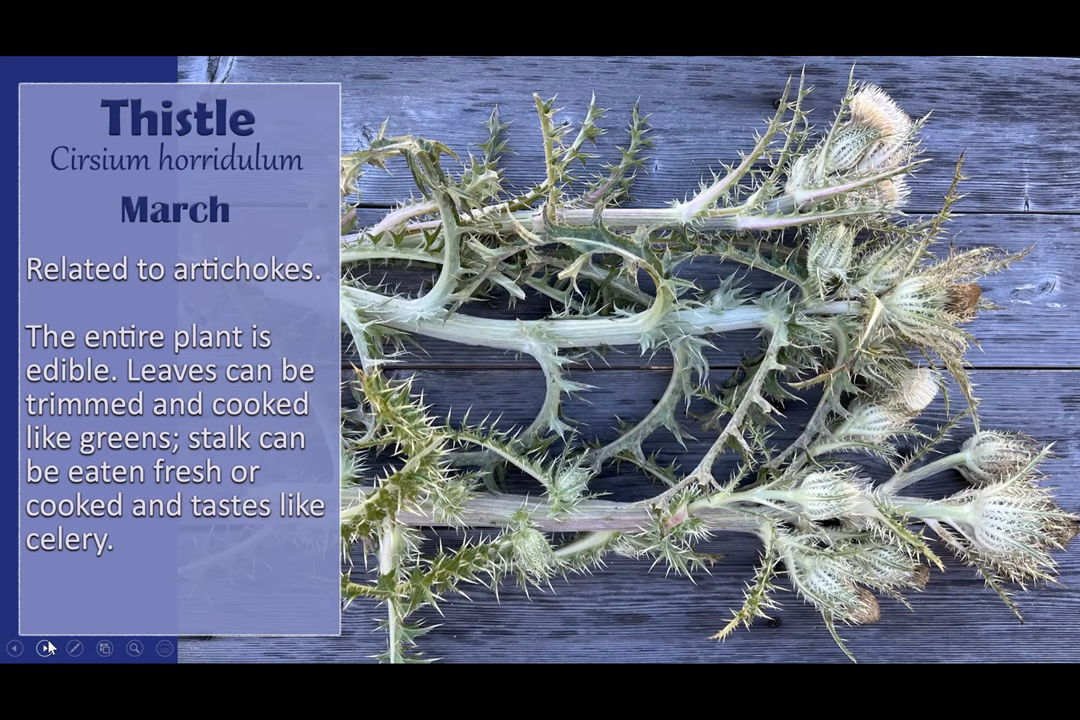 Thistle
Cirsium horridulum
March
Related to artichokes.
The entire plant is
edible. Leaves can be
trimmed and cooked
like greens; stalk can
be eaten fresh or
cooked and tastes like
celery.